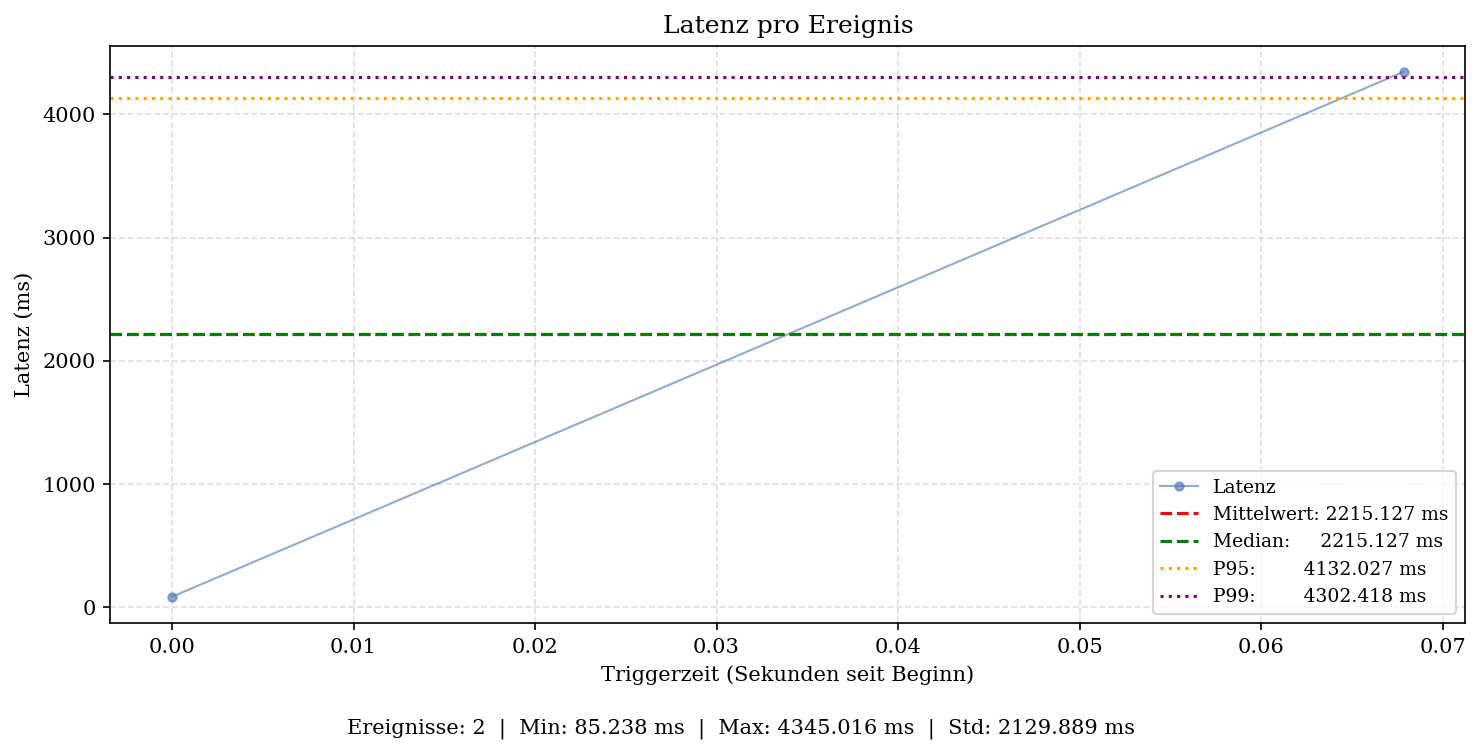 Latenz pro Ereignis
Latenz (ms)
4000
3000
2000
1000
0
Latenz
Mittelwert: 2215.127 ms
Median: 2215.127 ms
P95: 4132.027 ms
P99: 4302.418 ms
0.00 0.01 0.02 0.03 0.04 0.05 0.06 0.07
Triggerzeit (Sekunden seit Beginn)
Ereignisse: 2 | Min: 85.238 ms | Max: 4345.016 ms | Std: 2129.889 ms